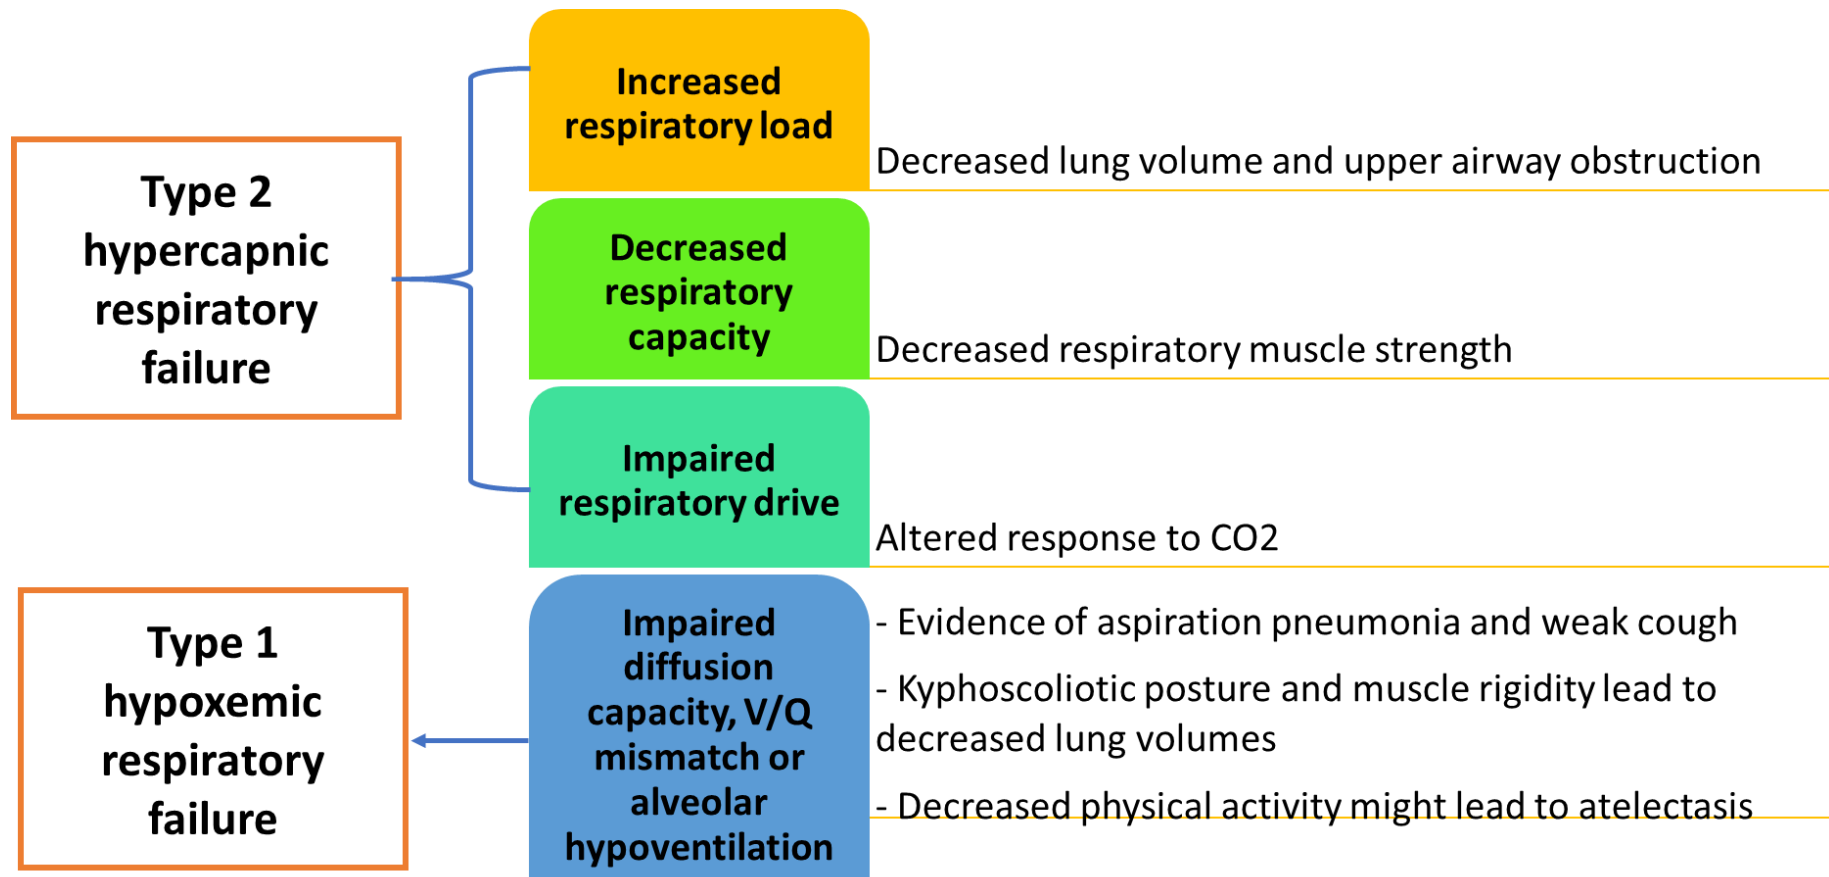 Type 2
hypercapnic
respiratory
failure
Increased
respiratory load
Decreased lung volume and upper airway obstruction
Decreased
respiratory
capacity
Decreased respiratory muscle strength
Impaired
respiratory drive
Altered response to CO2
Type 1
hypoxemic
respiratory
failure
Impaired
diffusion
capacity, V/Q
mismatch or
alveolar
hypoventilation
- Evidence of aspiration pneumonia and weak cough
- Kyphoscoliotic posture and muscle rigidity lead to
decreased lung volumes
- Decreased physical activity might lead to atelectasis